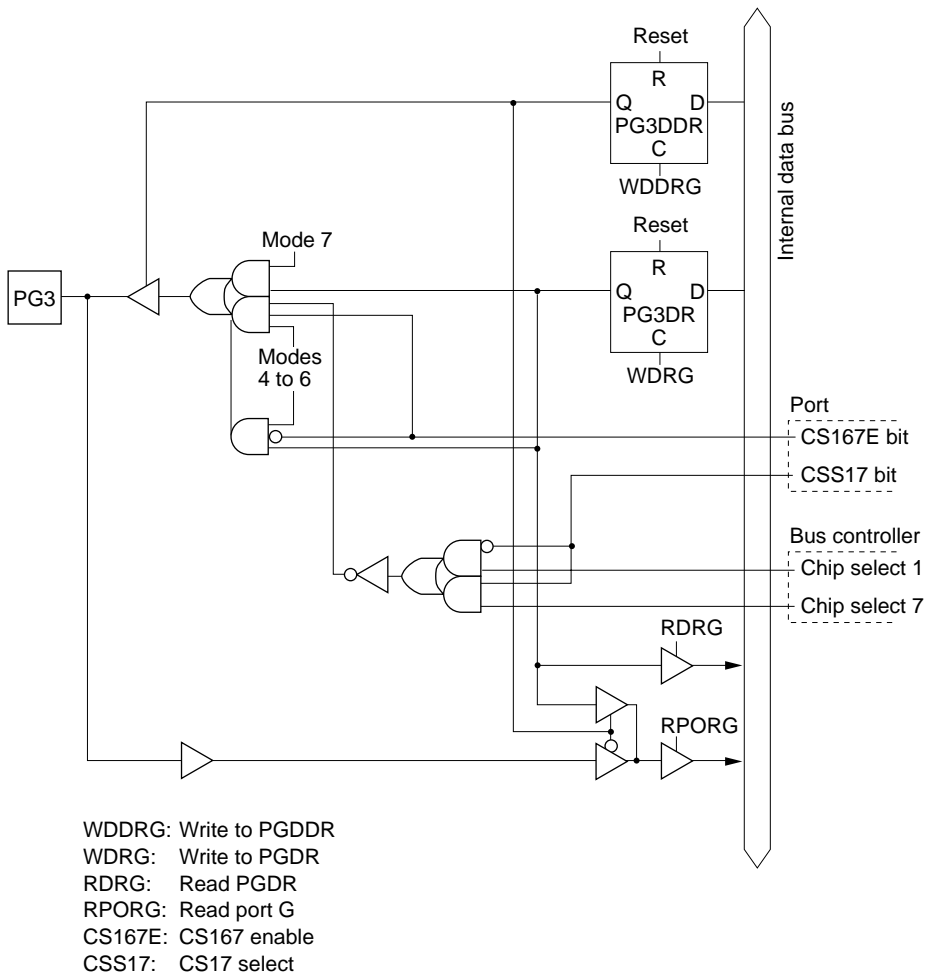 Reset
R
Q D
PG3DDR
C
WDDRG
Internal data bus
Reset
R
Q D
PG3DR
C
WDRG
Mode 7
PG3
Modes
4 to 6
Port
CS167E bit
CSS17 bit
Bus controller
Chip select 1
Chip select 7
RDRG
RPORG
WDDRG: Write to PGDDR
WDRG: Write to PGDR
RDRG: Read PGDR
RPORG: Read port G
CS167E: CS167 enable
CSS17: CS17 select